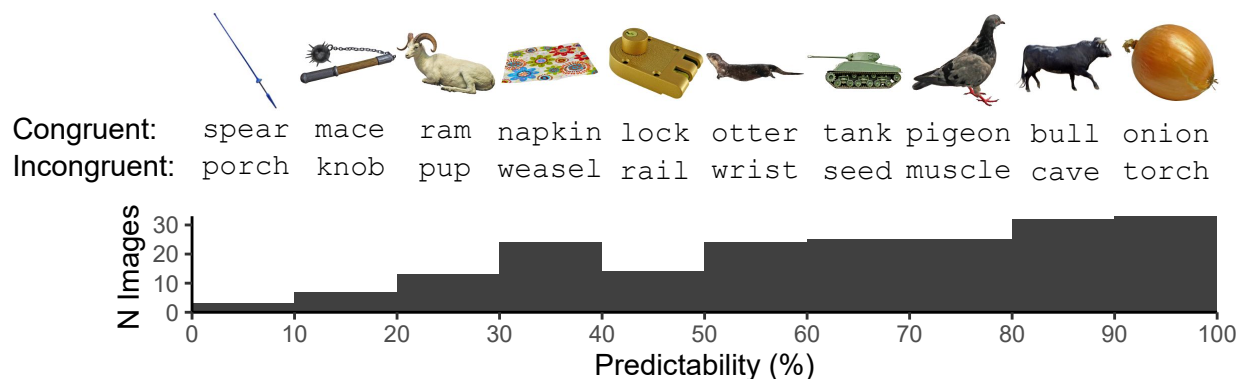 Congruent: spear mace ram napkin lock otter tank pigeon bull onion
Incongruent: porch knob pup weasel rail wrist seed muscle cave torch
N Images
30
20
10
0
0 10 20 30 40 50 60 70 80 90 100
Predictability (%)